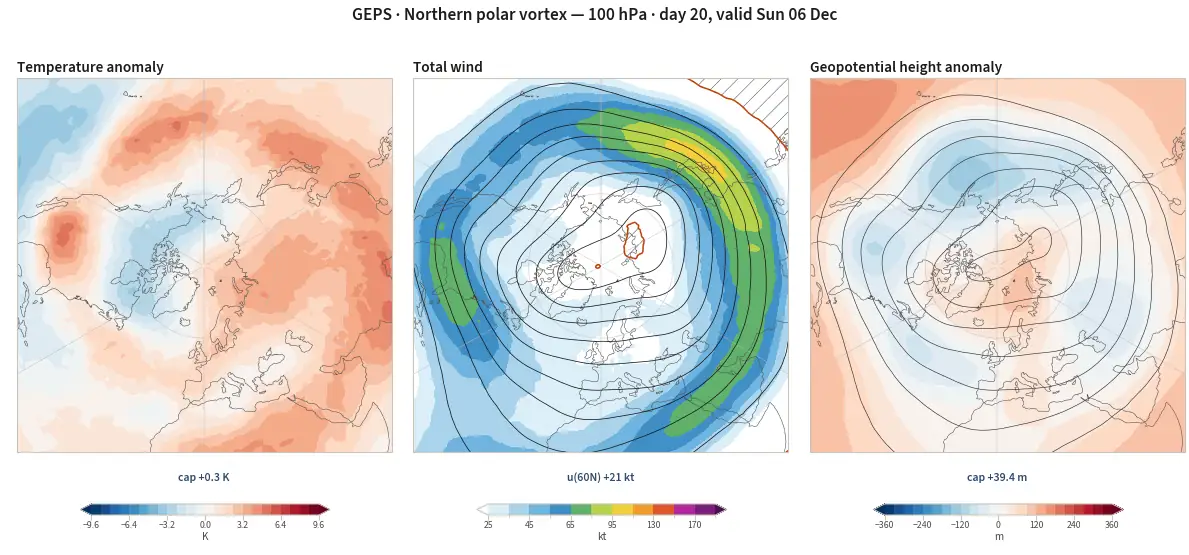 GEPS · Northern polar vortex — 100 hPa · day 20, valid Sun 06 Dec
Temperature anomaly
Total wind
Geopotential height anomaly
cap +0.3 K
u(60N) +21 kt
cap +39.4 m
−9.6 −6.4 −3.2 0.0 3.2 6.4 9.6
K
25 45 65 95 130 170
kt
−360 −240 −120 0 120 240 360
m